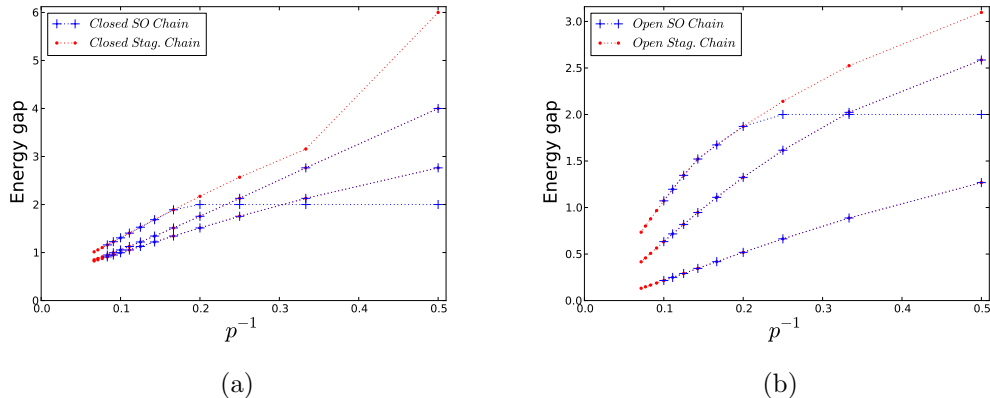 Closed SO Chain
Closed Stag. Chain
Energy gap
6
5
4
3
2
1
0
0.0 0.1 0.2 0.3 0.4 0.5
p⁻¹
(a)
Open SO Chain
Open Stag. Chain
Energy gap
3.0
2.5
2.0
1.5
1.0
0.5
0.0
0.0 0.1 0.2 0.3 0.4 0.5
p⁻¹
(b)